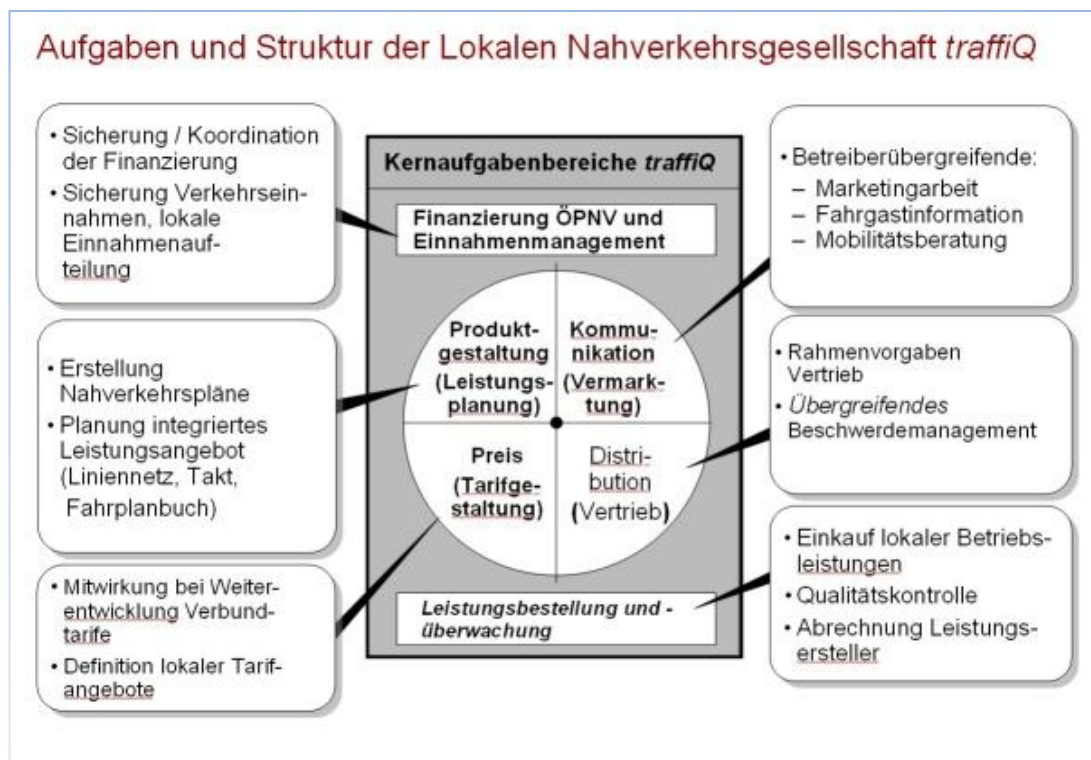 Aufgaben und Struktur der Lokalen Nahverkehrsgesellschaft traffiQ
• Sicherung / Koordination
der Finanzierung
• Sicherung Verkehrsein-
nahmen, lokale
Einnahmenauf-
teilung
• Erstellung
Nahverkehrspläne
• Planung integriertes
Leistungsangebot
(Liniennetz, Takt,
Fahrplanbuch)
• Mitwirkung bei Weiter-
entwicklung Verbund-
tarife
• Definition lokaler Tarif-
angebote
Kernaufgabenbereiche traffiQ
Finanzierung ÖPNV und
Einnahmenmanagement
Produkt-
gestaltung
(Leistungs-
planung)
Kommu-
nikation
(Vermark-
tung)
Preis
(Tarifge-
staltung)
Distri-
bution
(Vertrieb)
Leistungsbestellung und -
überwachung
• Betreiberübergreifende:
– Marketingarbeit
– Fahrgastinformation
– Mobilitätsberatung
• Rahmenvorgaben
Vertrieb
• Übergreifendes
Beschwerdemanagement
• Einkauf lokaler Betriebs-
leistungen
• Qualitätskontrolle
• Abrechnung Leistungs-
ersteller